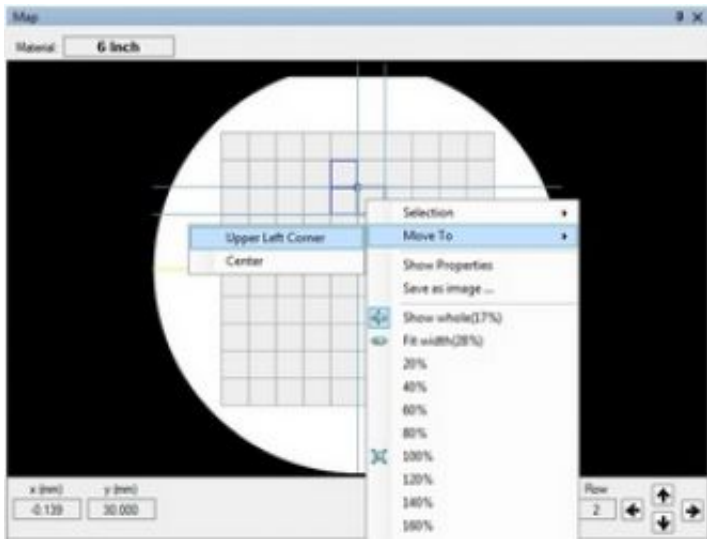 Map
Material: 6 Inch
Selection
Move To
Upper Left Corner
Center
Show Properties
Save as image ...
Show whole(17%)
Fit width(28%)
20%
40%
60%
80%
100%
120%
140%
160%
x (mm) y (mm)
-0.139 30.000
Row
2